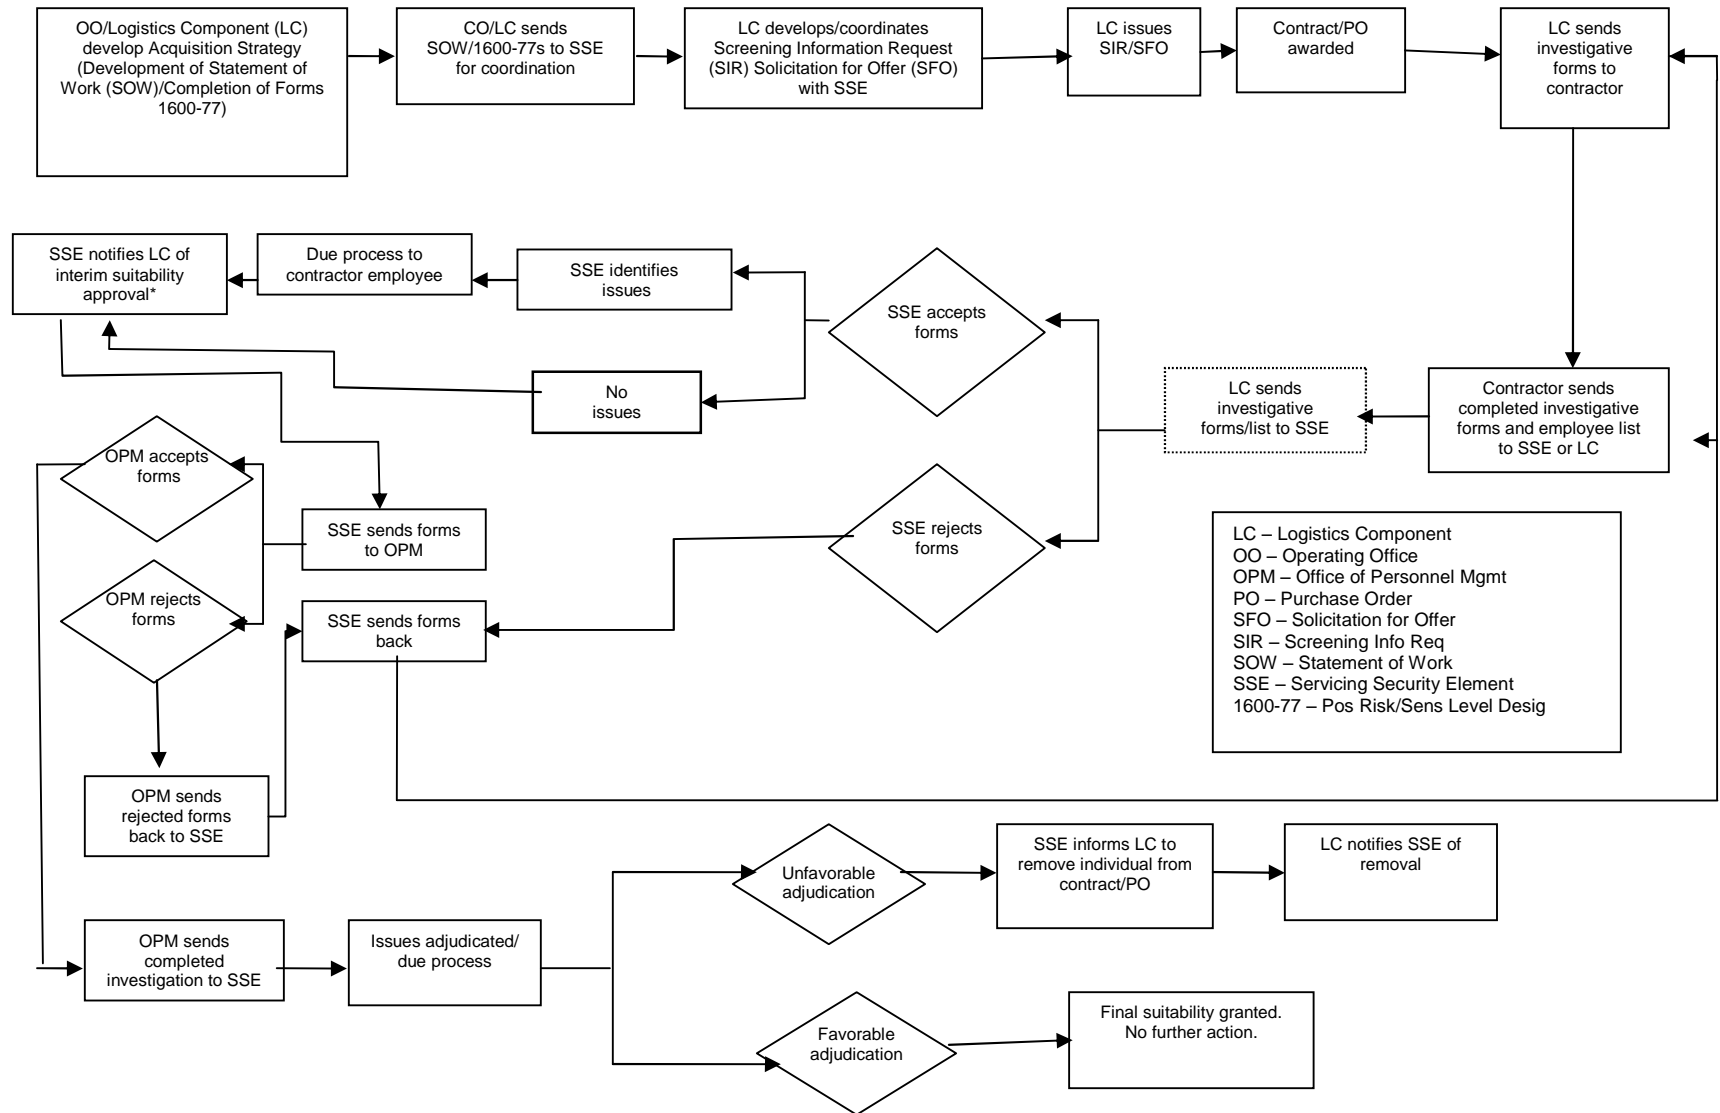 OO/Logistics Component (LC)
develop Acquisition Strategy
(Development of Statement of
Work (SOW)/Completion of Forms
1600-77)
CO/LC sends
SOW/1600-77s to SSE
for coordination
LC develops/coordinates
Screening Information Request
(SIR) Solicitation for Offer (SFO)
with SSE
LC issues
SIR/SFO
Contract/PO
awarded
LC sends
investigative
forms to
contractor
SSE notifies LC of
interim suitability
approval*
Due process to
contractor employee
SSE identifies
issues
SSE accepts
forms
No
issues
LC sends
investigative
forms/list to SSE
Contractor sends
completed investigative
forms and employee list
to SSE or LC
OPM accepts
forms
SSE sends forms
to OPM
SSE rejects
forms
OPM rejects
forms
SSE sends forms
back
LC – Logistics Component
OO – Operating Office
OPM – Office of Personnel Mgmt
PO – Purchase Order
SFO – Solicitation for Offer
SIR – Screening Info Req
SOW – Statement of Work
SSE – Servicing Security Element
1600-77 – Pos Risk/Sens Level Desig
OPM sends
rejected forms
back to SSE
Unfavorable
adjudication
SSE informs LC to
remove individual from
contract/PO
LC notifies SSE of
removal
OPM sends
completed
investigation to SSE
Issues adjudicated/
due process
Favorable
adjudication
Final suitability granted.
No further action.